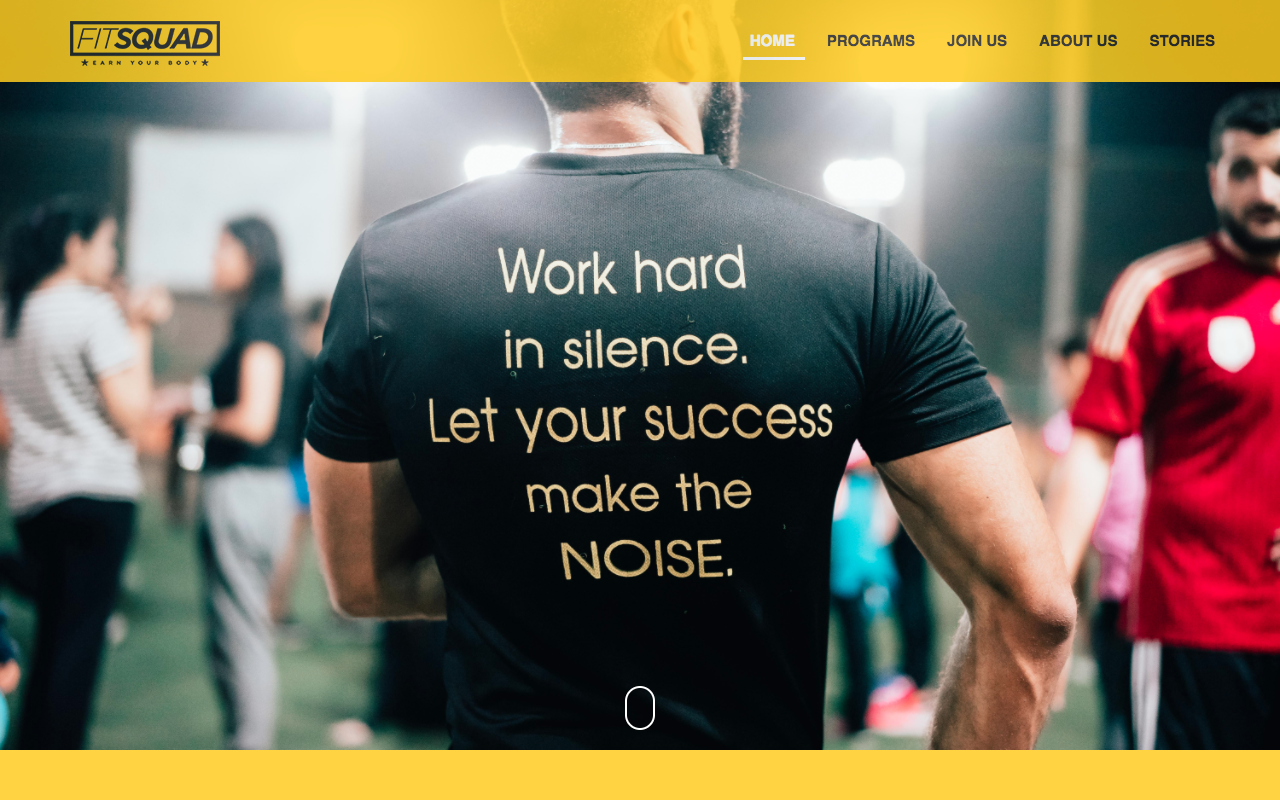 FITSQUAD
★ EARN YOUR BODY ★
HOME PROGRAMS JOIN US ABOUT US STORIES
Work hard
in silence.
Let your success
make the
NOISE.